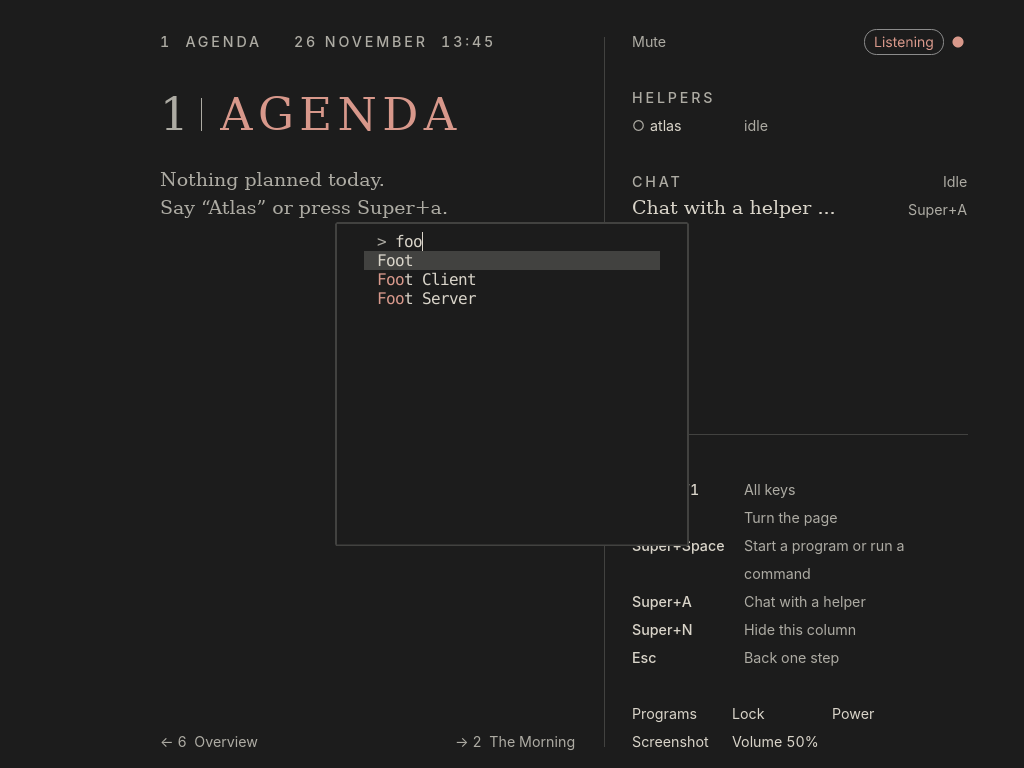 1 AGENDA 26 NOVEMBER 13:45
1 AGENDA
Nothing planned today.
Say “Atlas” or press Super+a.
> foo
Foot
Foot Client
Foot Server
← 6 Overview
→ 2 The Morning
Mute
Listening
HELPERS
atlas idle
CHAT Idle
Chat with a helper ... Super+A
1 All keys
Turn the page
Super+Space Start a program or run a
command
Super+A Chat with a helper
Super+N Hide this column
Esc Back one step
Programs Lock Power
Screenshot Volume 50%